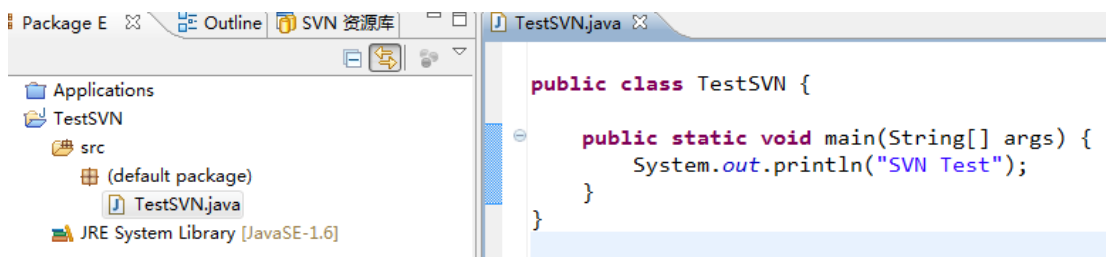 Package E
Outline
SVN 资源库
TestSVN.java
Applications
TestSVN
src
(default package)
TestSVN.java
JRE System Library [JavaSE-1.6]
public class TestSVN {
public static void main(String[] args) {
System.out.println("SVN Test");
}
}